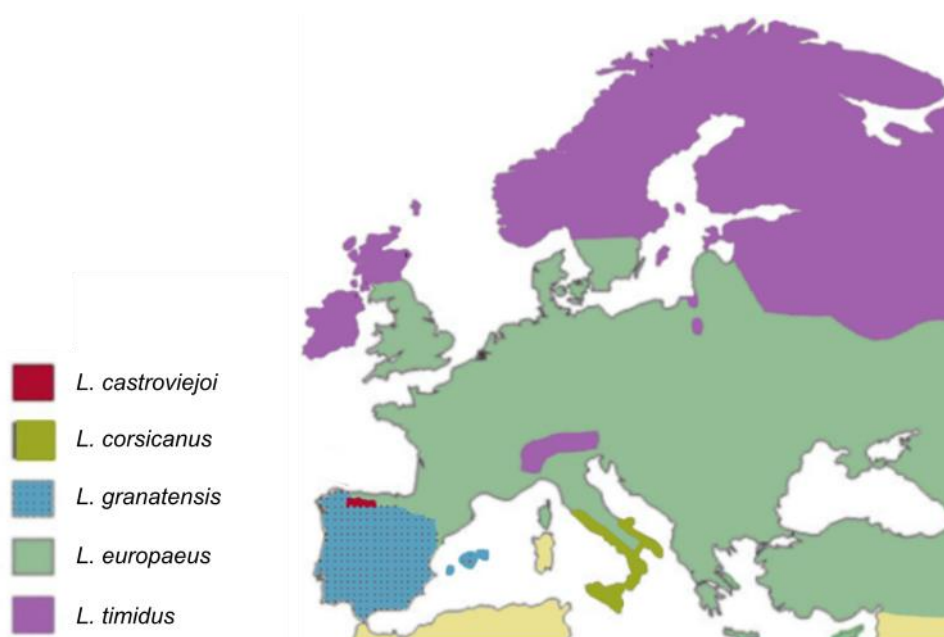 L. castroviejoi
L. corsicanus
L. granatensis
L. europaeus
L. timidus